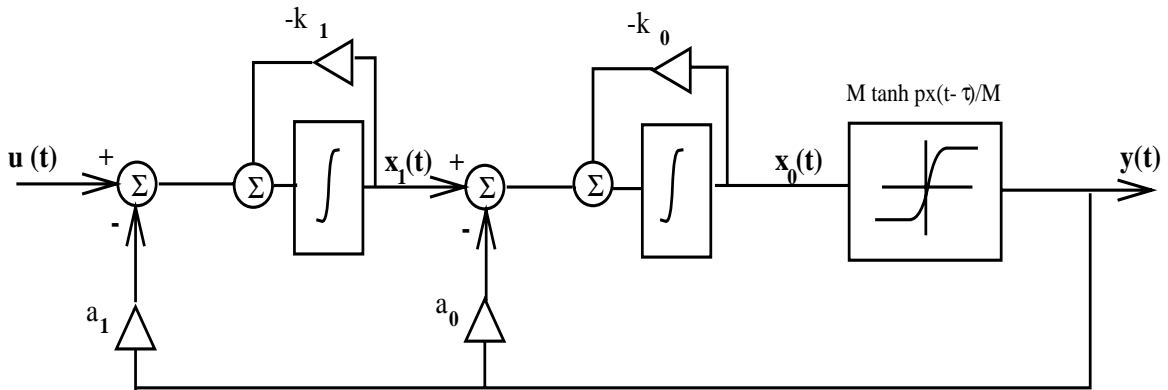 -k 1
-k 0
M tanh px(t- τ)/M
u (t)
+
Σ
Σ
∫
x1(t)
+
Σ
Σ
∫
x0(t)
y(t)
-
-
a1
a0